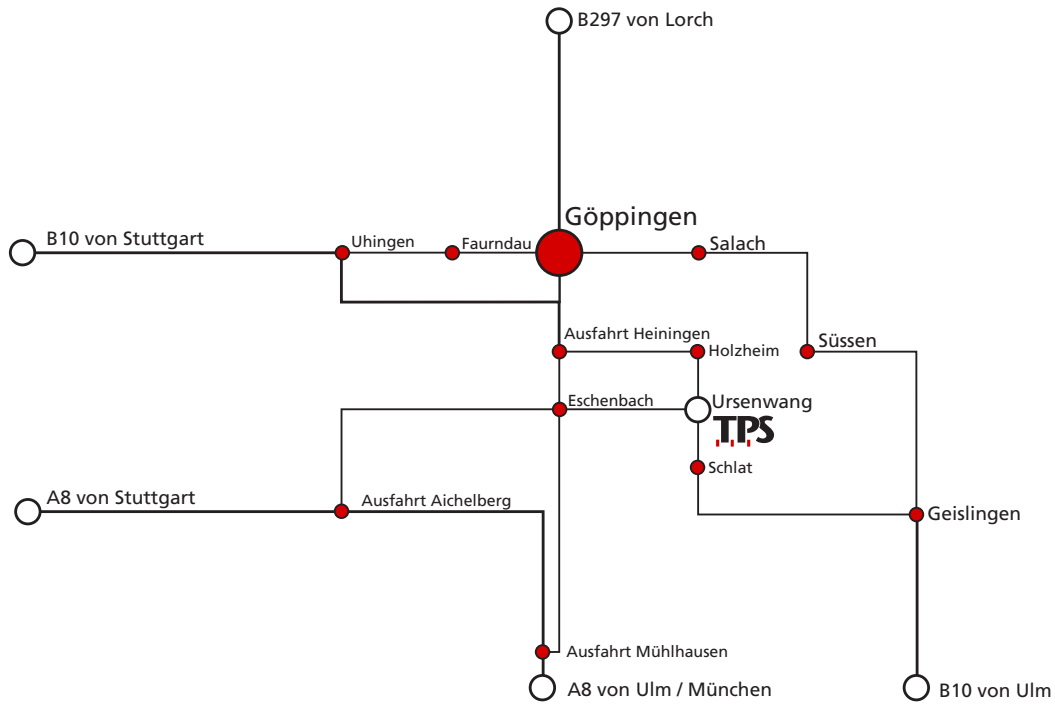 B297 von Lorch
Göppingen
B10 von Stuttgart
Uhingen
Faurndau
Salach
Ausfahrt Heiningen
Holzheim
Süssen
Eschenbach
Ursenwang
TPS
Schlat
A8 von Stuttgart
Ausfahrt Aichelberg
Geislingen
Ausfahrt Mühlhausen
A8 von Ulm / München
B10 von Ulm